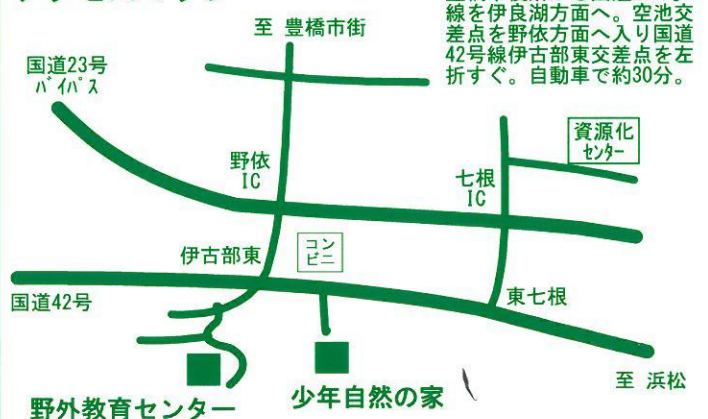 線を伊良湖方面へ。空池交
差点を野依方面へ入り国道
42号線伊古部東交差点を左
折すぐ。自動車で約30分。
至 豊橋市街
国道23号
バイパス
野依
IC
七根
IC
資源化
センター
伊古部東
コン
ビニ
国道42号
東七根
至 浜松
野外教育センター
少年自然の家